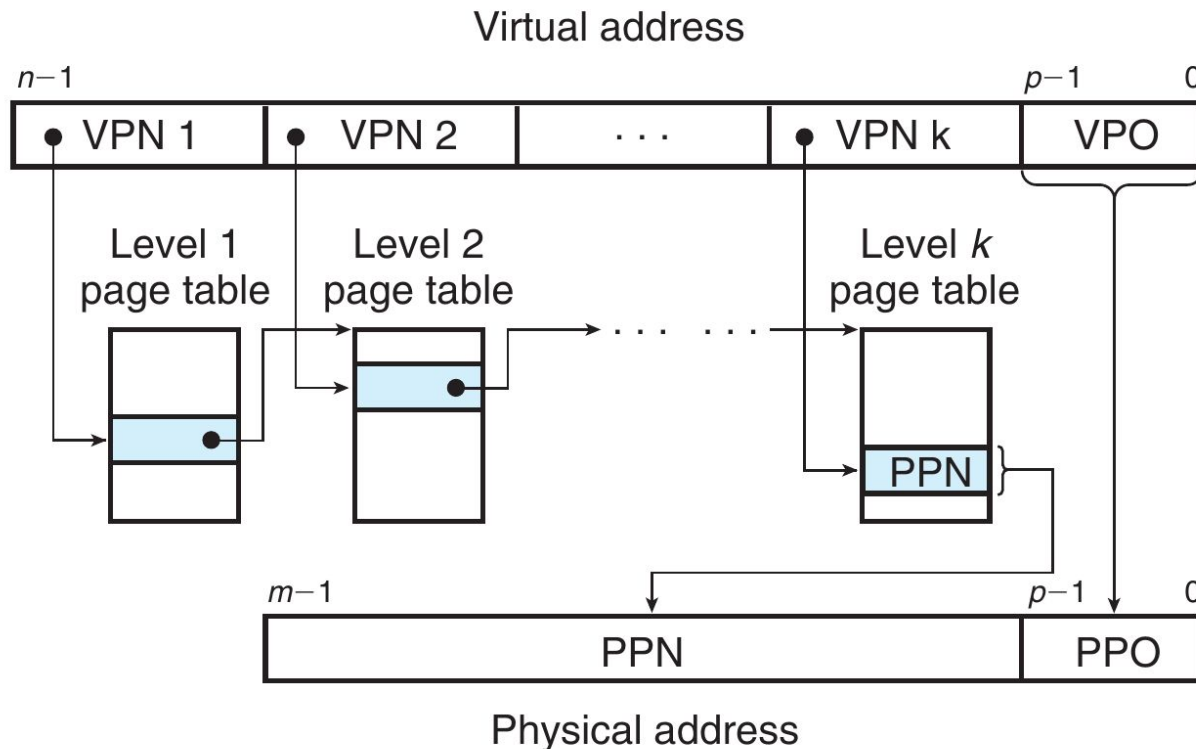 Virtual address
n−1 p−1 0
VPN 1 VPN 2 · · · VPN k VPO
Level 1 Level 2 Level k
page table page table page table
· · · · · ·
PPN
m−1 p−1 0
PPN PPO
Physical address